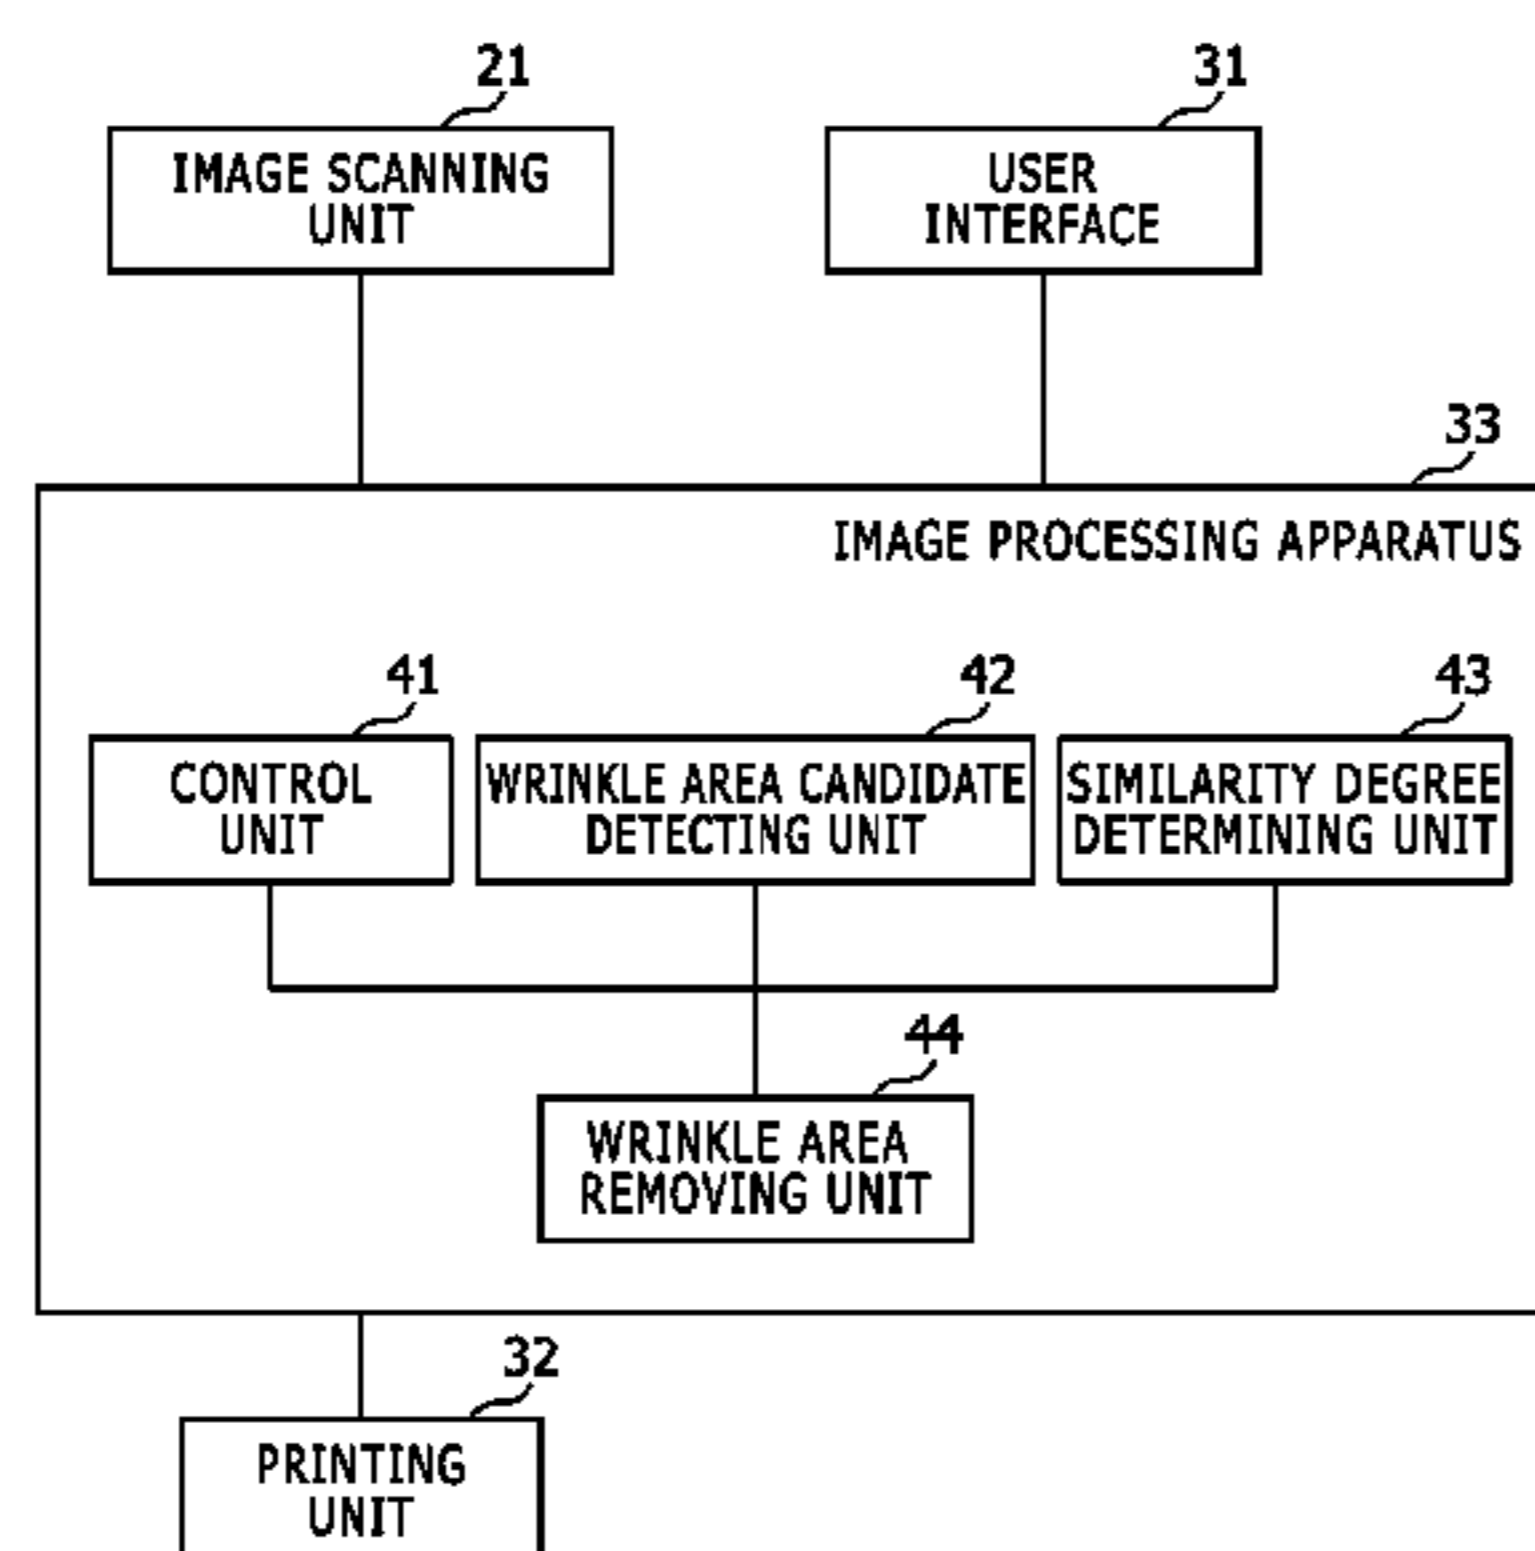 21
31
IMAGE SCANNING
UNIT
USER
INTERFACE
33
IMAGE PROCESSING APPARATUS
41
42
43
CONTROL
UNIT
WRINKLE AREA CANDIDATE
DETECTING UNIT
SIMILARITY DEGREE
DETERMINING UNIT
44
WRINKLE AREA
REMOVING UNIT
32
PRINTING
UNIT